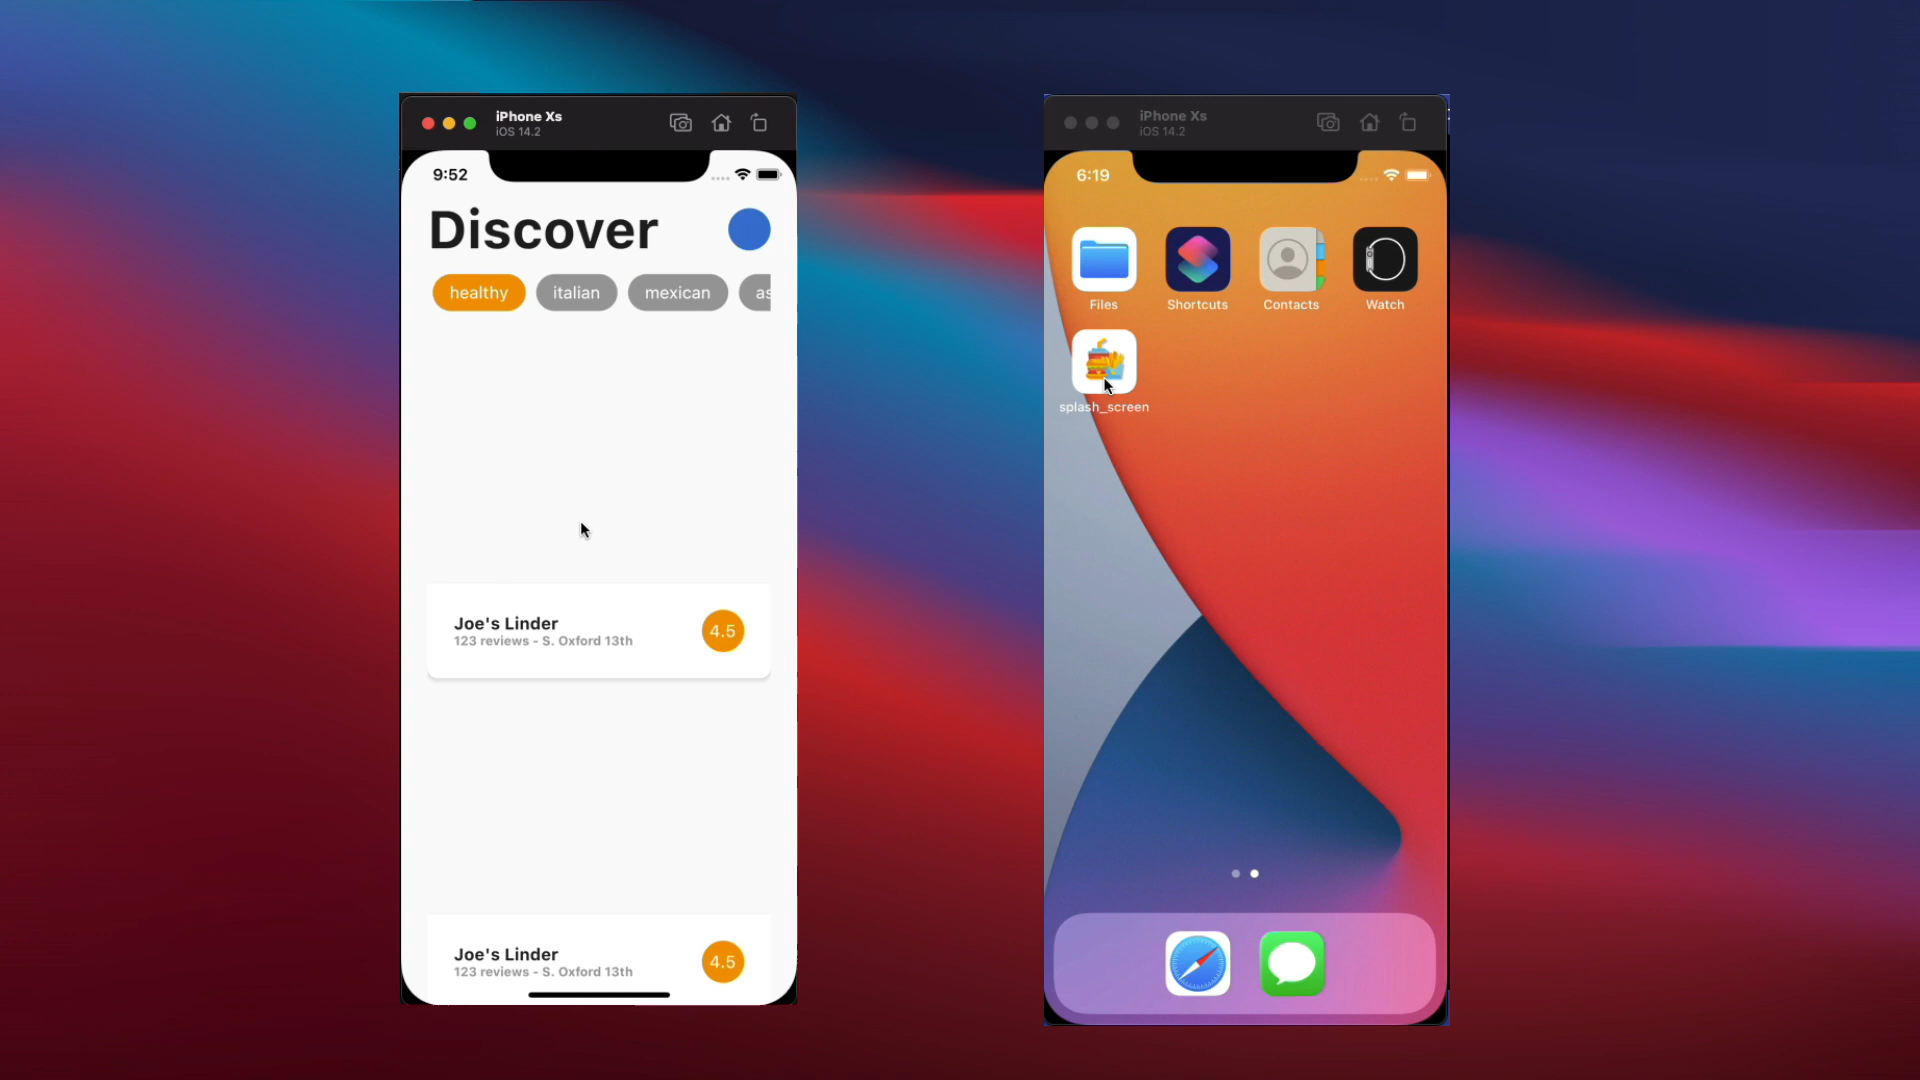 iPhone Xs
iOS 14.2
9:52
Discover
healthy
italian
mexican
as
Joe's Linder
123 reviews - S. Oxford 13th
4.5
Joe's Linder
123 reviews - S. Oxford 13th
4.5
iPhone Xs
iOS 14.2
6:19
Files
Shortcuts
Contacts
Watch
splash_screen